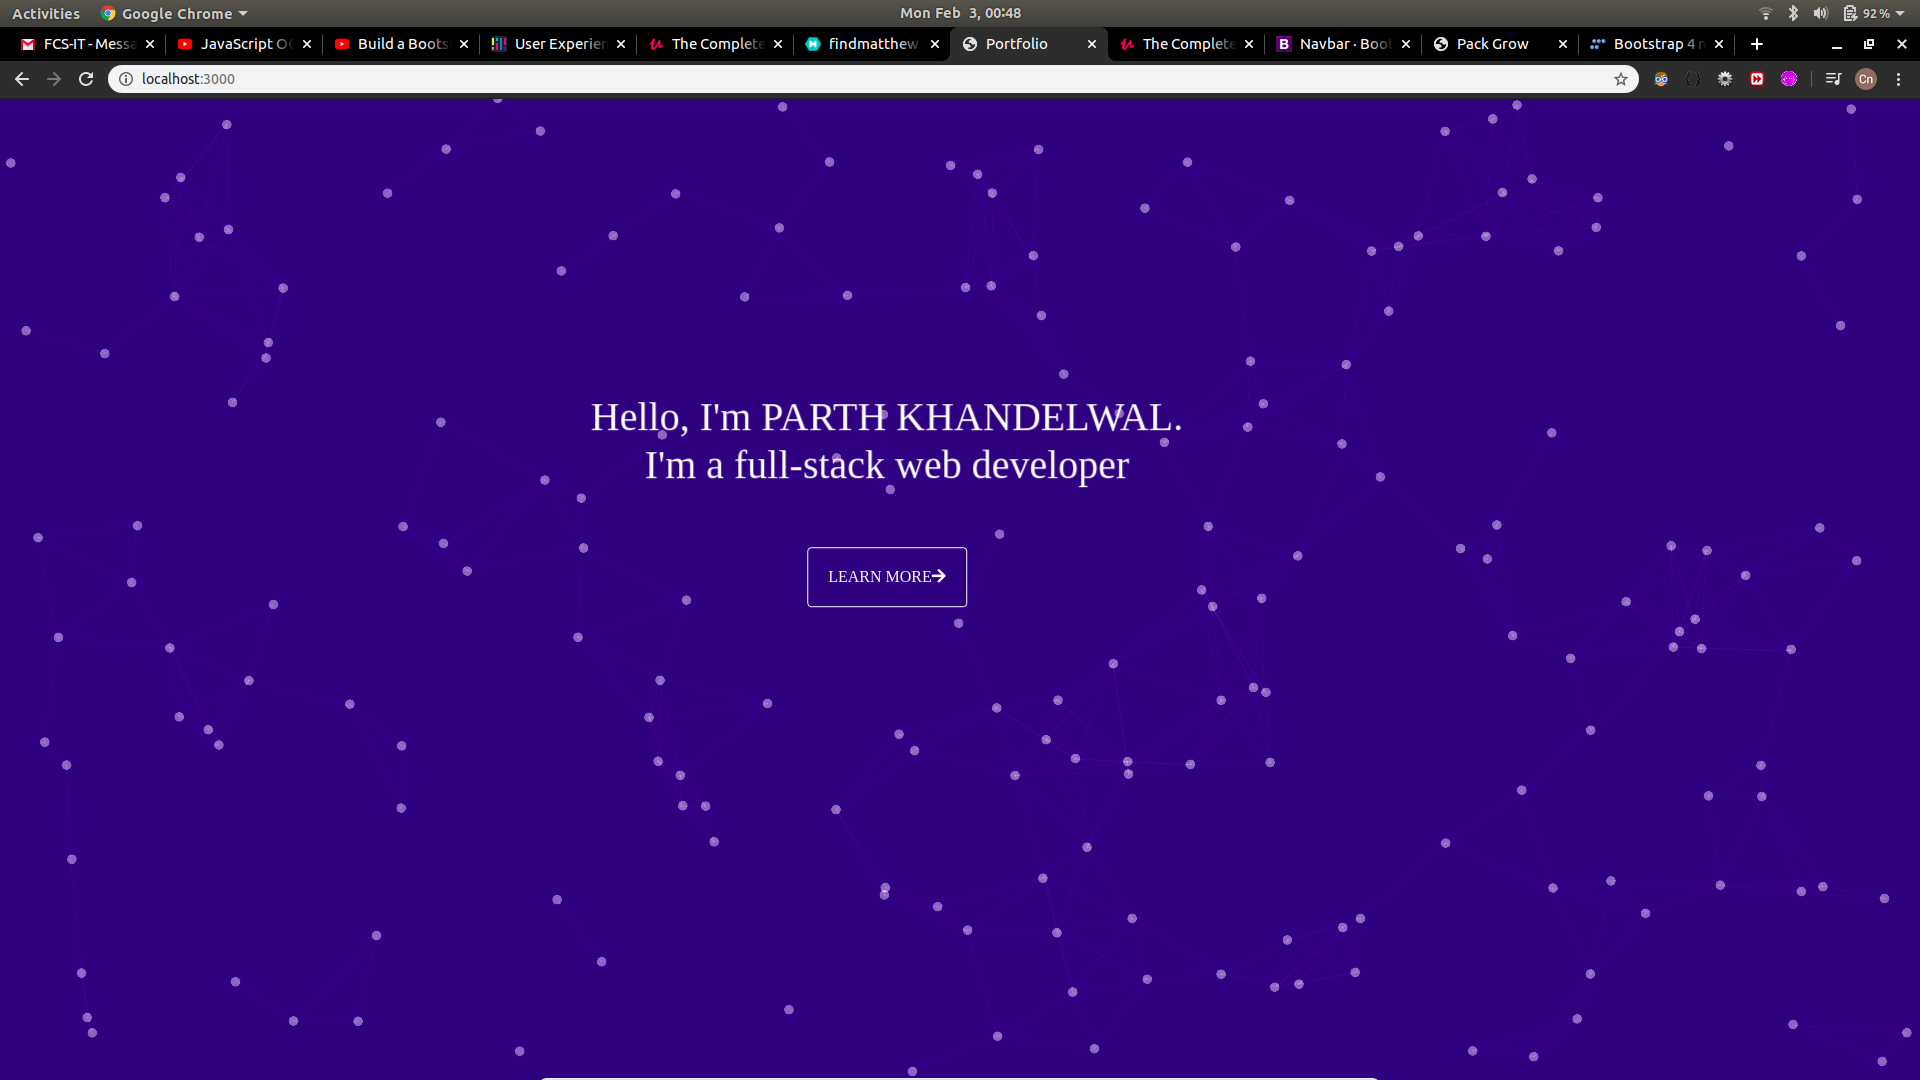 Activities Google Chrome Mon Feb 3, 00:48 92%
FCS-IT - Messa JavaScript O Build a Boots User Experien The Complete findmatthew. Portfolio The Complete Navbar · Boot Pack Grow Bootstrap 4 n
localhost:3000 Cn
Hello, I'm PARTH KHANDELWAL.
I'm a full-stack web developer
LEARN MORE